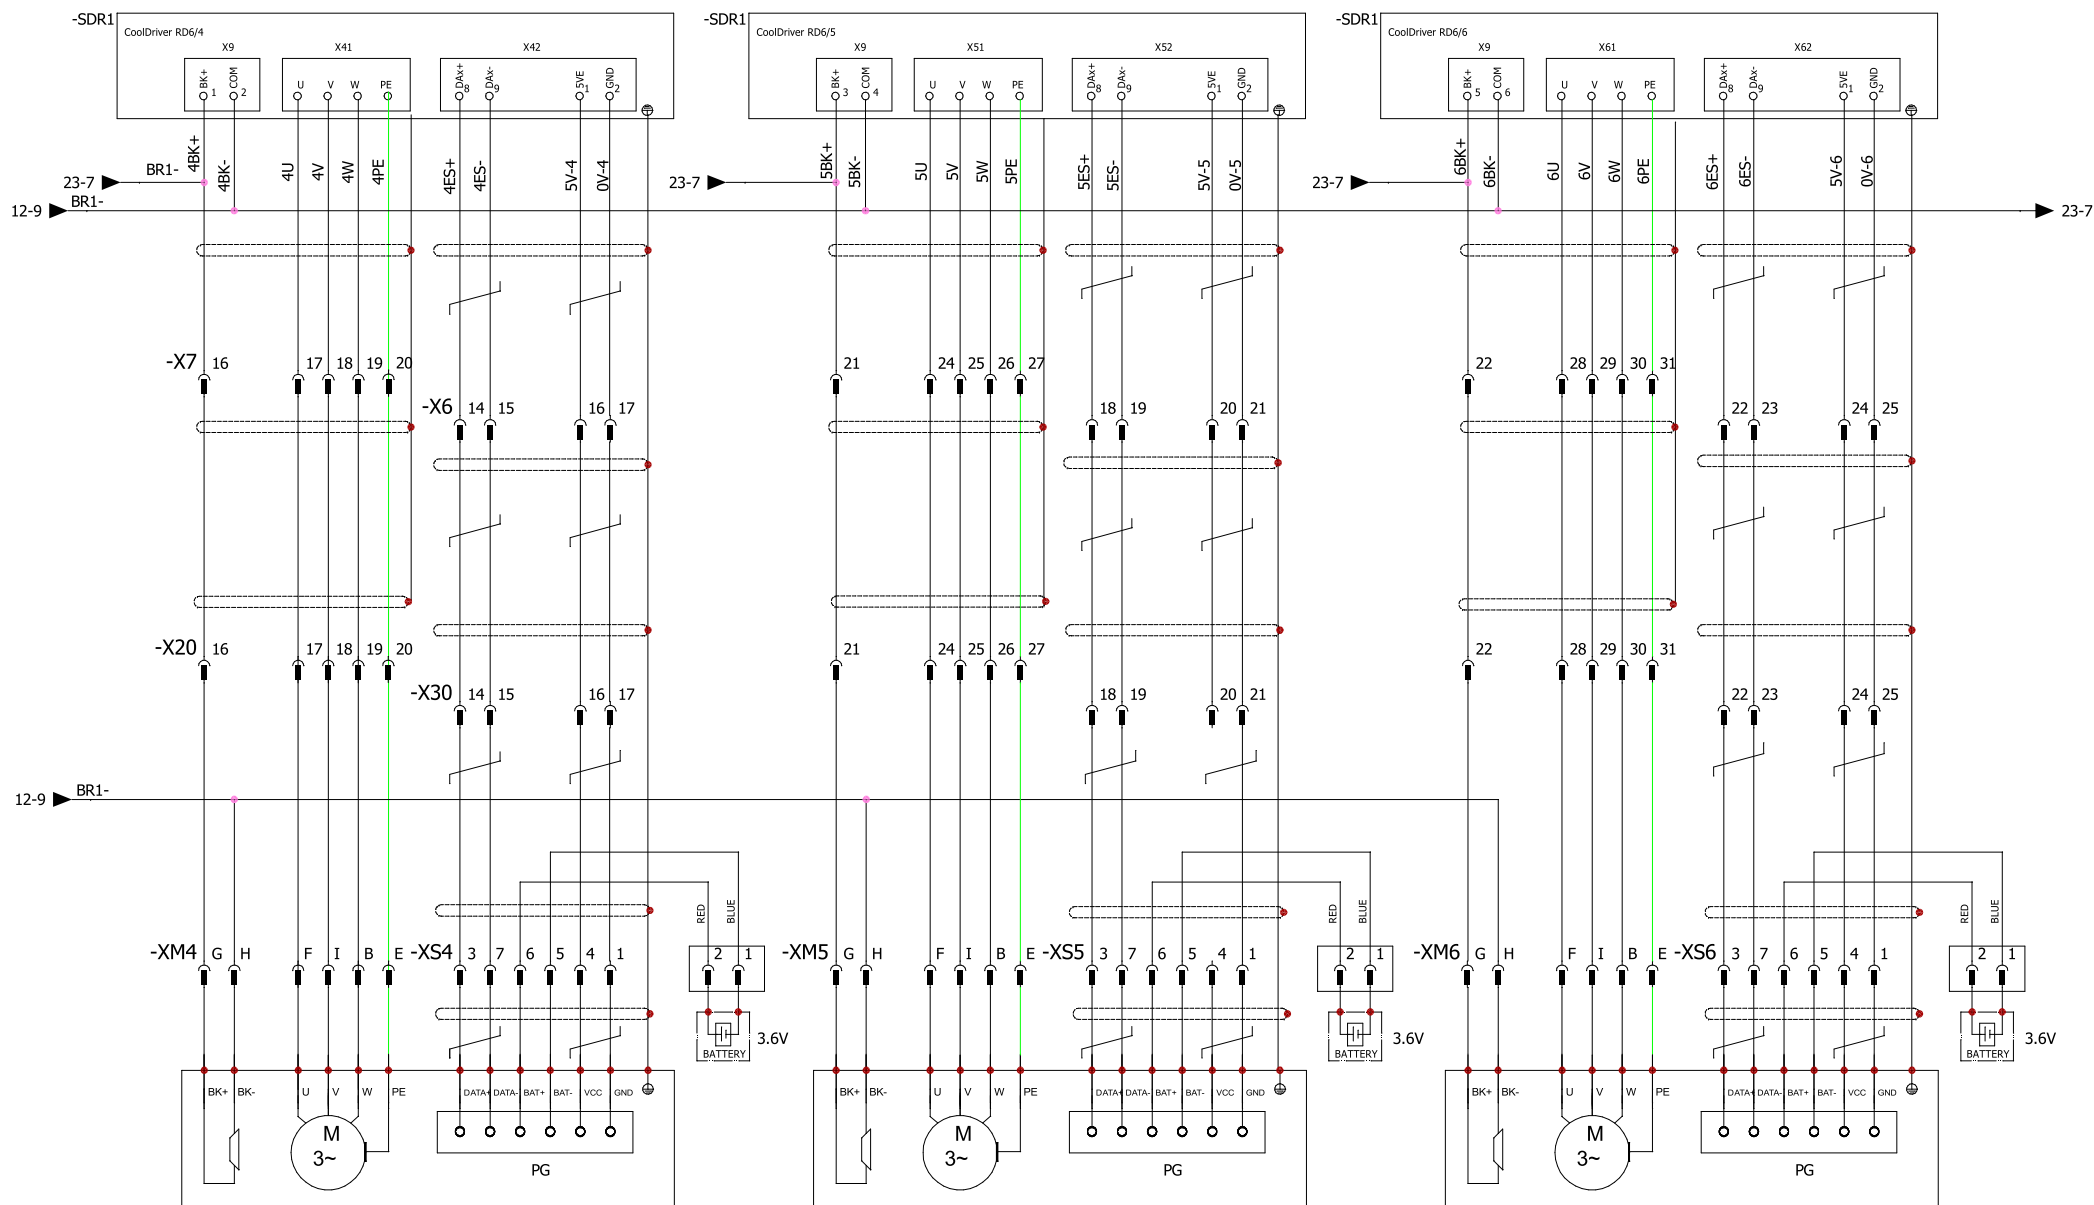 -SDR1 -SDR1 -SDR1
CoolDriver RD6/4 CoolDriver RD6/5 CoolDriver RD6/6
X9 X41 X42 X9 X51 X52 X9 X61 X62
BK+ COM U V W PE DAx+ DAx- 5VE GND BK+ COM U V W PE DAx+ DAx- 5VE GND BK+ COM U V W PE DAx+ DAx- 5VE GND
1 2 8 9 1 2 3 4 8 9 1 2 5 6 8 9 1 2
4BK+ 4BK- 4U 4V 4W 4PE 4ES+ 4ES- 5V-4 0V-4 5BK+ 5BK- 5U 5V 5W 5PE 5ES+ 5ES- 5V-5 0V-5 6BK+ 6BK- 6U 6V 6W 6PE 6ES+ 6ES- 5V-6 0V-6
23-7 BR1- 23-7 23-7
12-9 BR1- 23-7
-X7 16 17 18 19 20 21 24 25 26 27 22 28 29 30 31
-X6 14 15 16 17 18 19 20 21 22 23 24 25
-X20 16 17 18 19 20 21 24 25 26 27 22 28 29 30 31
-X30 14 15 16 17 18 19 20 21 22 23 24 25
12-9 BR1-
RED BLUE RED BLUE RED BLUE
-XM4 G H F I B E -XS4 3 7 6 5 4 1 2 1 -XM5 G H F I B E -XS5 3 7 6 5 4 1 2 1 -XM6 G H F I B E -XS6 3 7 6 5 4 1 2 1
3.6V 3.6V 3.6V
BATTERY BATTERY BATTERY
BK+ BK- U V W PE DATA+ DATA- BAT+ BAT- VCC GND BK+ BK- U V W PE DATA+ DATA- BAT+ BAT- VCC GND BK+ BK- U V W PE DATA+ DATA- BAT+ BAT- VCC GND
M M M
3~ 3~ 3~
PG PG PG